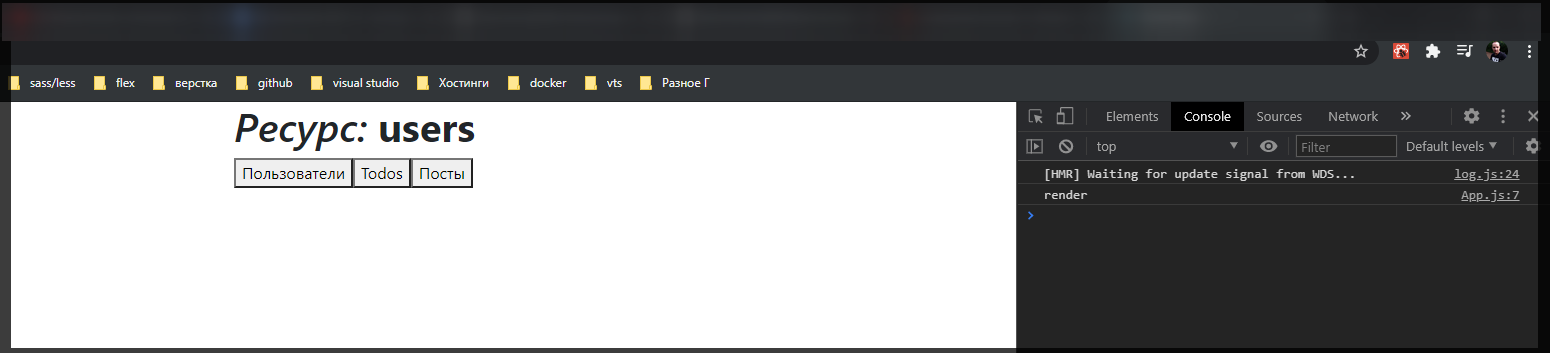 sass/less flex верстка github visual studio Хостинги docker vts Разное Г
Ресурс: users
Пользователи Todos Посты
Elements Console Sources Network
top Filter Default levels
[HMR] Waiting for update signal from WDS... log.js:24
render App.js:7